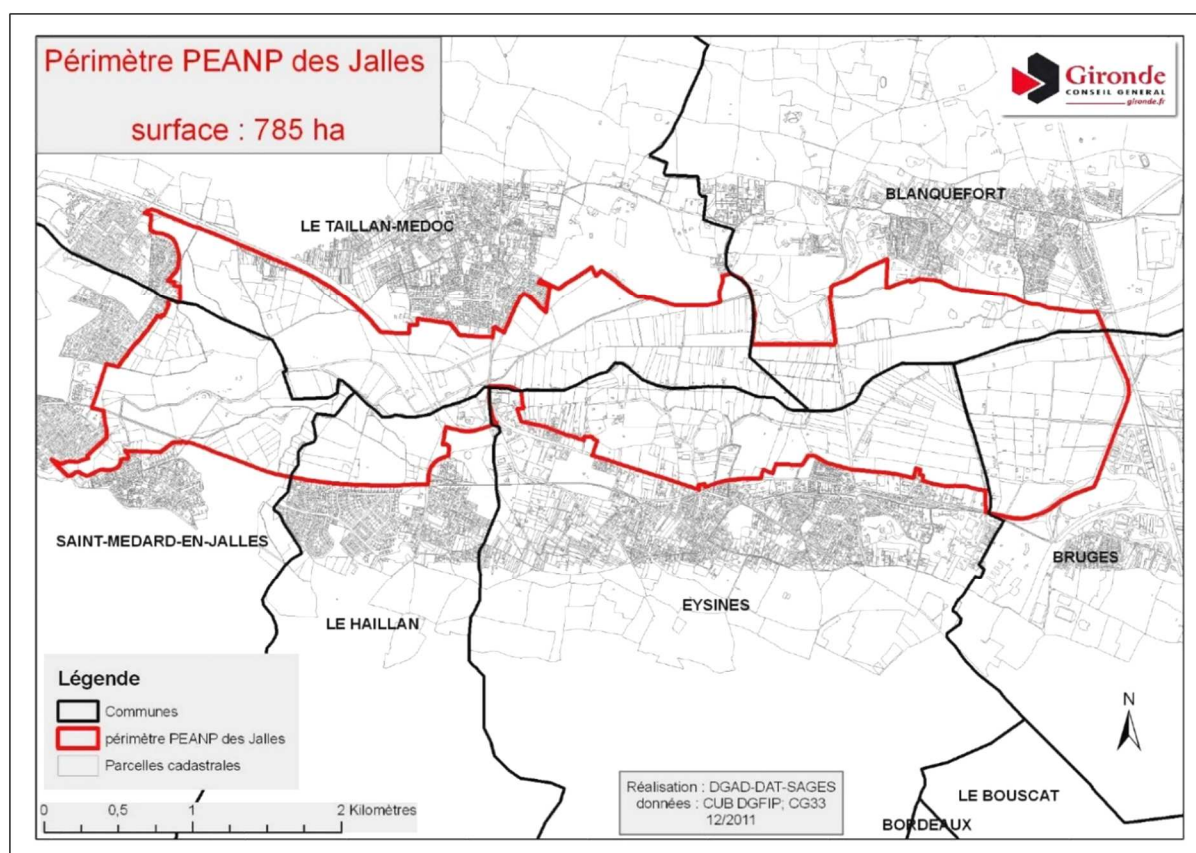 Périmètre PEANP des Jalles
surface : 785 ha
Gironde
CONSEIL GENERAL
gironde.fr
BLANQUEFORT
LE TAILLAN-MEDOC
SAINT-MEDARD-EN-JALLES
BRUGES
EYSINES
LE HAILLAN
Légende
Communes
périmètre PEANP des Jalles
Parcelles cadastrales
0 0,5 1 2 Kilomètres
N
Réalisation : DGAD-DAT-SAGES
données : CUB DGFIP; CG33
12/2011
LE BOUSCAT
BORDEAUX